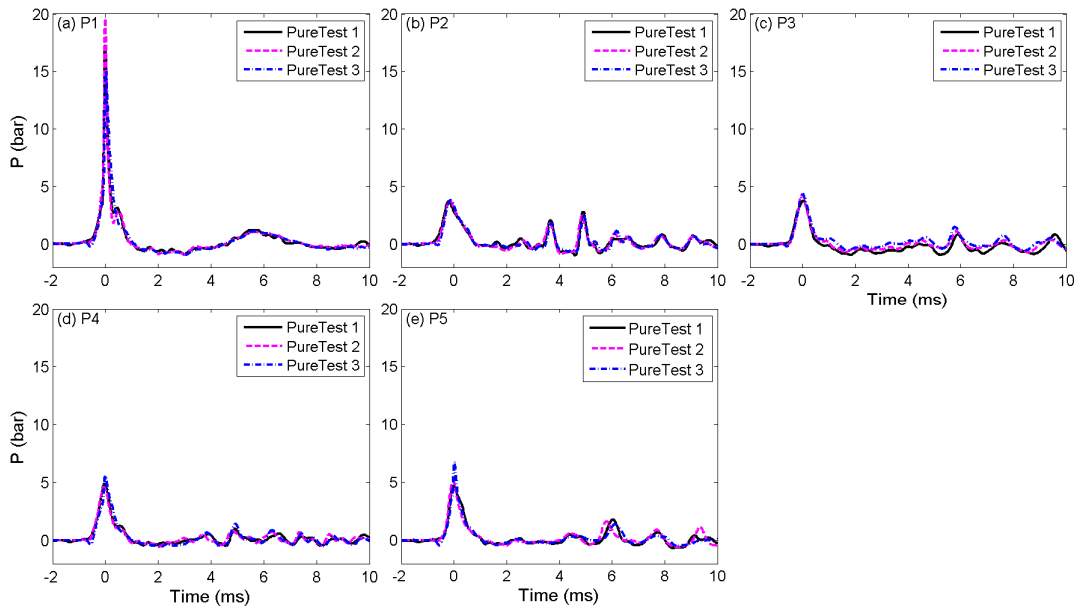 (a) P1
PureTest 1
PureTest 2
PureTest 3
20
15
10
5
0
P (bar)
-2 0 2 4 6 8 10
(b) P2
PureTest 1
PureTest 2
PureTest 3
20
15
10
5
0
-2 0 2 4 6 8 10
(c) P3
PureTest 1
PureTest 2
PureTest 3
20
15
10
5
0
-2 0 2 4 6 8 10
Time (ms)
(d) P4
PureTest 1
PureTest 2
PureTest 3
20
15
10
5
0
P (bar)
-2 0 2 4 6 8 10
Time (ms)
(e) P5
PureTest 1
PureTest 2
PureTest 3
20
15
10
5
0
-2 0 2 4 6 8 10
Time (ms)